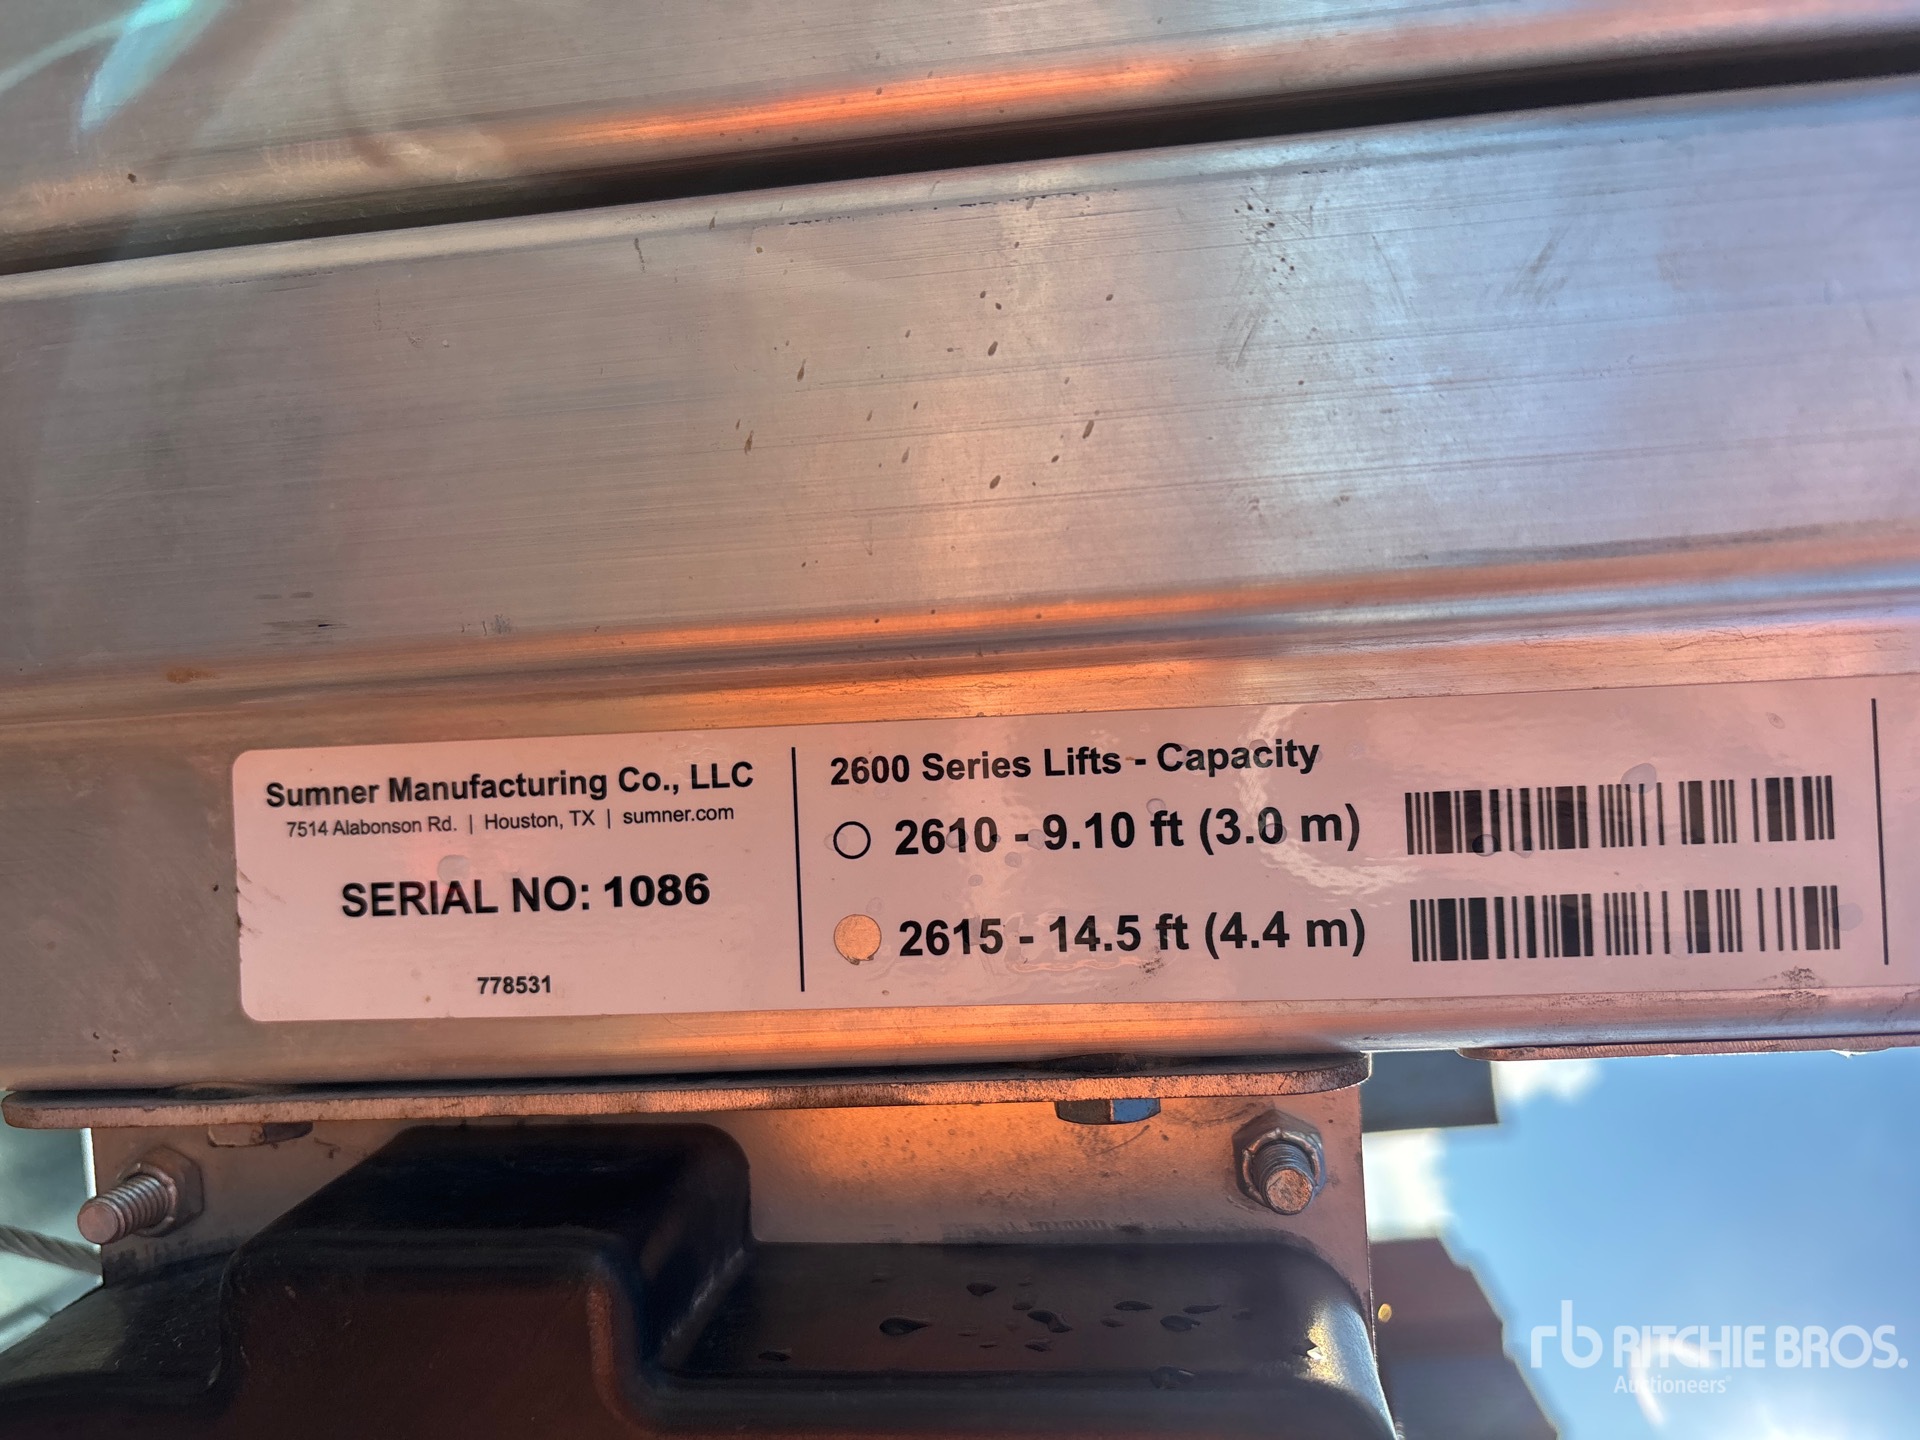 Sumner Manufacturing Co., LLC
7514 Alabonson Rd. | Houston, TX | sumner.com
SERIAL NO: 1086
778531
2600 Series Lifts - Capacity
2610 - 9.10 ft (3.0 m)
2615 - 14.5 ft (4.4 m)
rb RITCHIE BROS.
Auctioneers